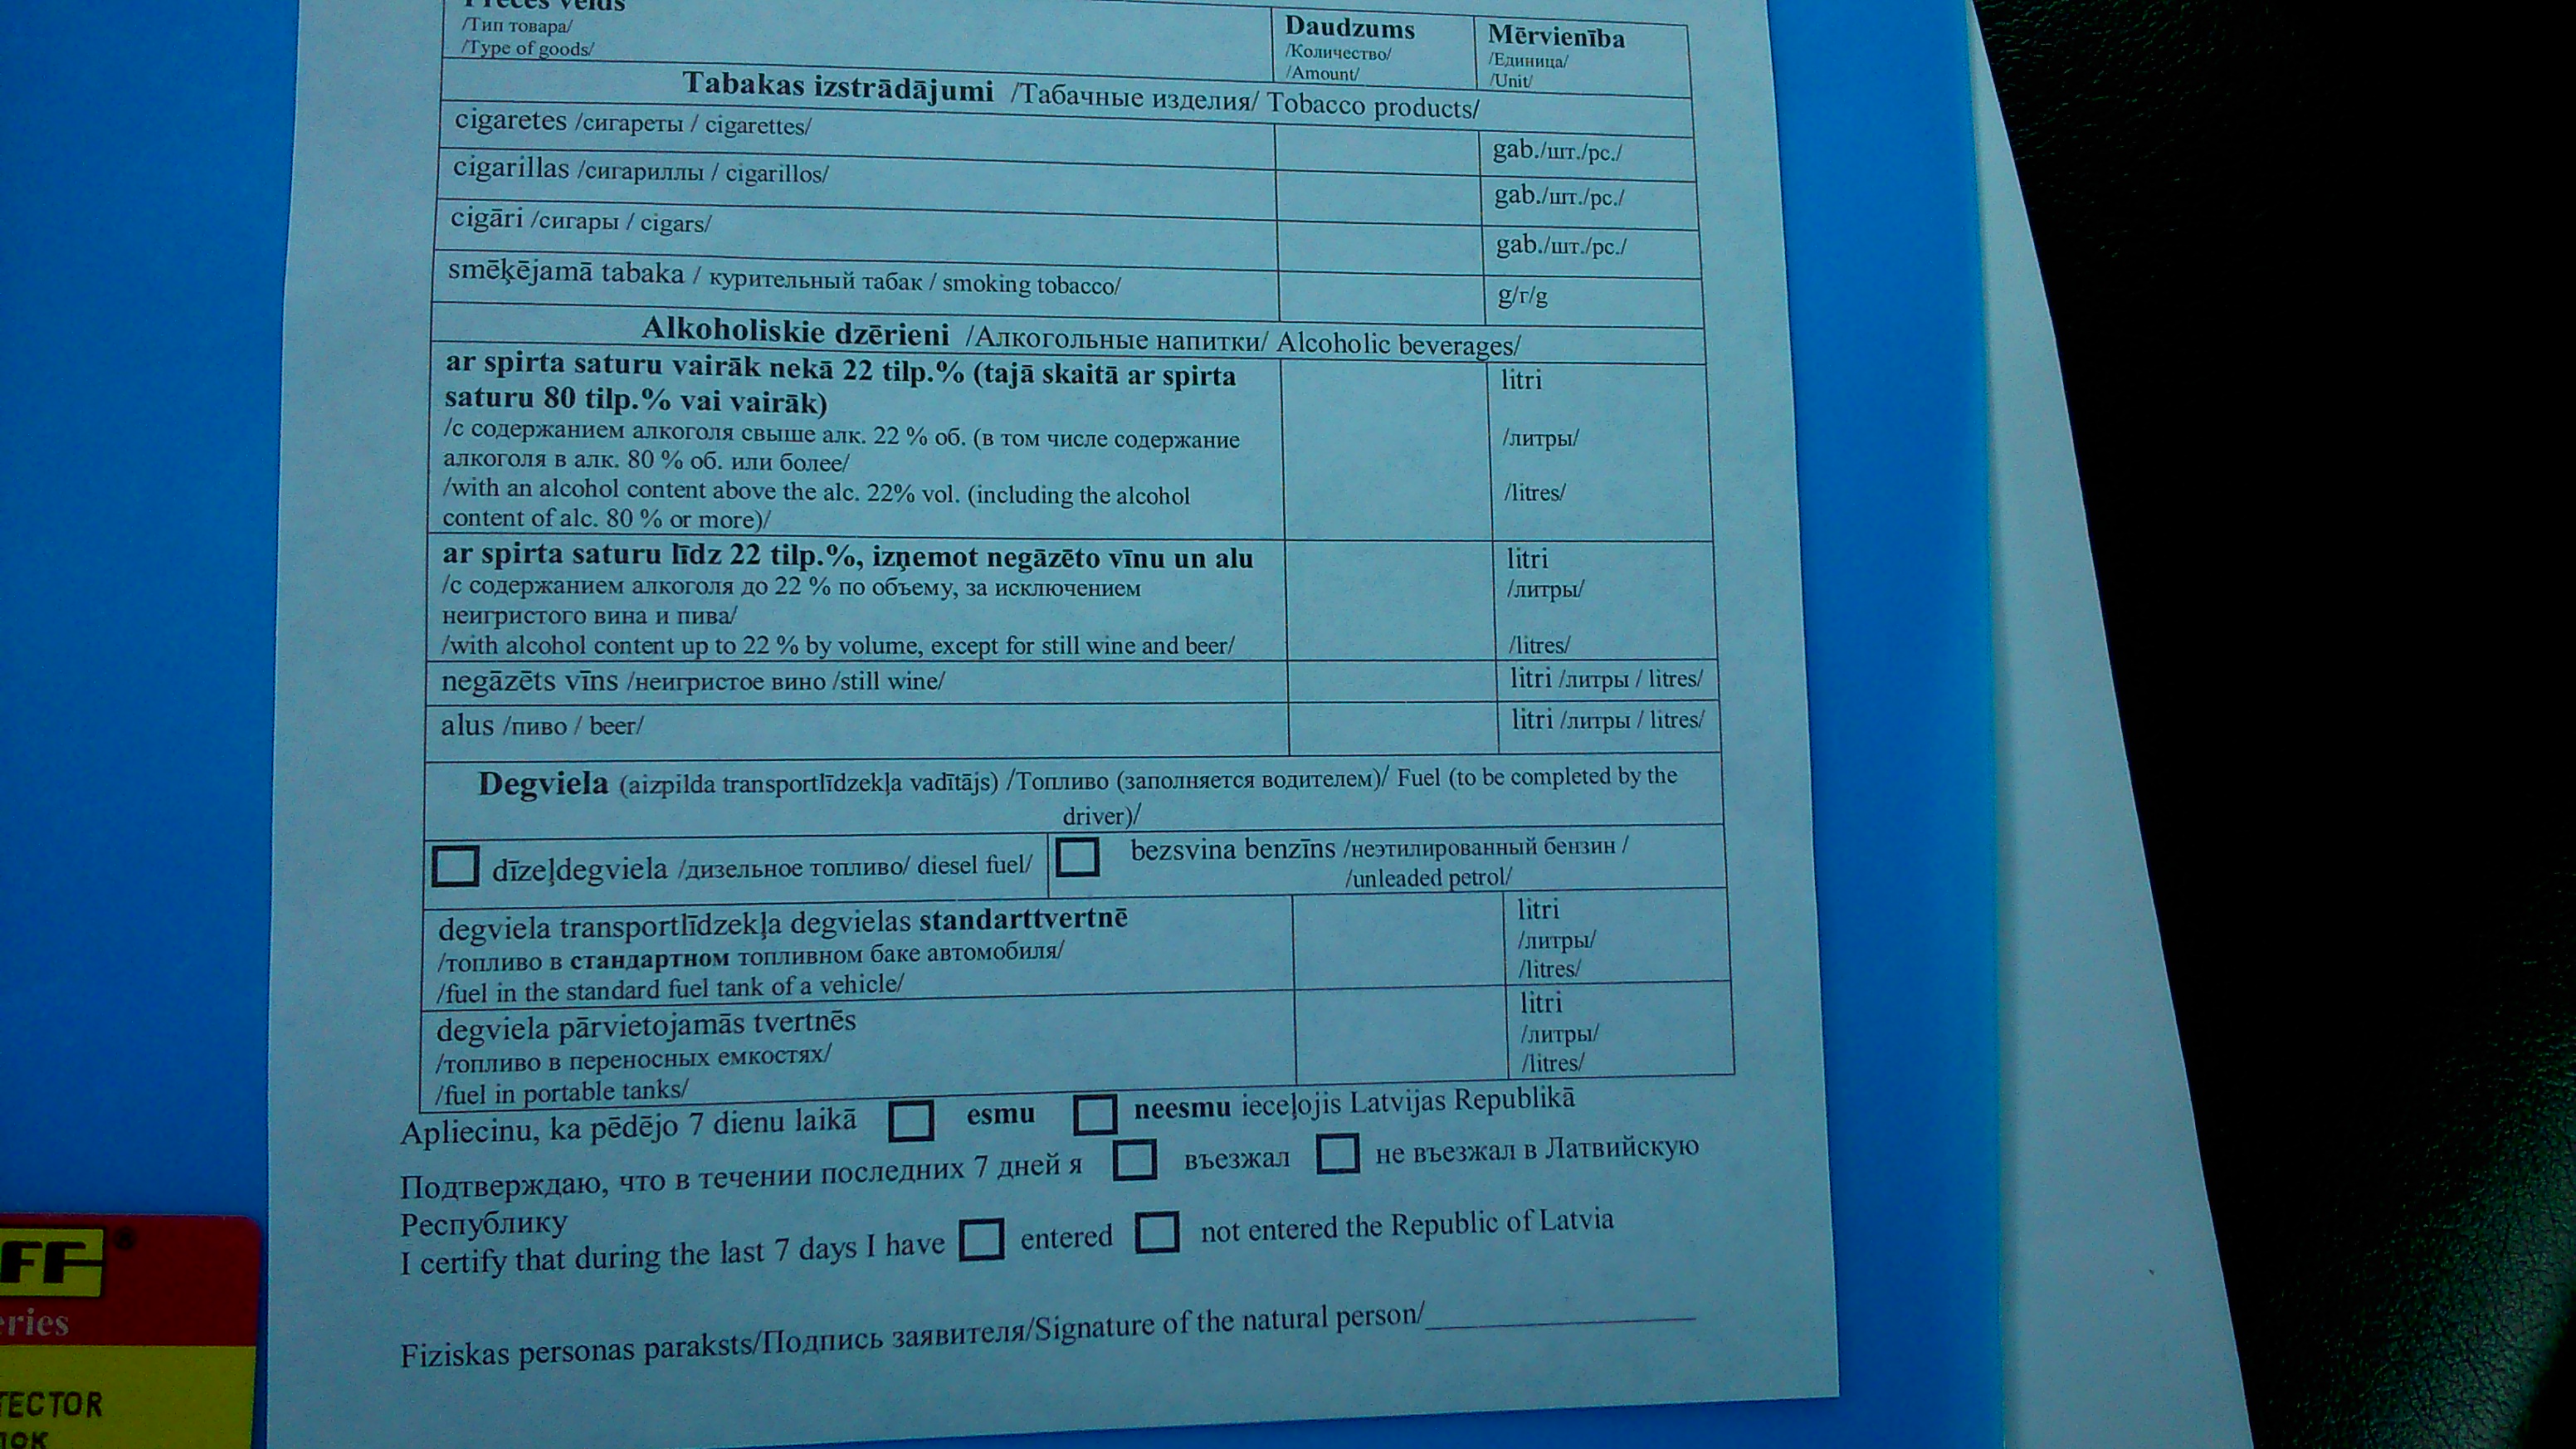 Preces veids
/Тип товара/
/Type of goods/
Daudzums
/Количество/
/Amount/
Mērvienība
/Единица/
/Unit/
Tabakas izstrādājumi /Табачные изделия/ Tobacco products/
cigaretes /сигареты / cigarettes/
gab./шт./pc./
cigarillas /сигариллы / cigarillos/
gab./шт./pc./
cigāri /сигары / cigars/
gab./шт./pc./
smēķējamā tabaka / курительный табак / smoking tobacco/
g/г/g
Alkoholiskie dzērieni /Алкогольные напитки/ Alcoholic beverages/
ar spirta saturu vairāk nekā 22 tilp.% (tajā skaitā ar spirta
saturu 80 tilp.% vai vairāk)
/с содержанием алкоголя свыше алк. 22 % об. (в том числе содержание
алкоголя в алк. 80 % об. или более/
/with an alcohol content above the alc. 22% vol. (including the alcohol
content of alc. 80 % or more)/
litri
/литры/
/litres/
ar spirta saturu līdz 22 tilp.%, izņemot negāzēto vīnu un alu
/с содержанием алкоголя до 22 % по объему, за исключением
неигристого вина и пива/
/with alcohol content up to 22 % by volume, except for still wine and beer/
litri
/литры/
/litres/
negāzēts vīns /неигристое вино /still wine/
litri /литры / litres/
alus /пиво / beer/
litri /литры / litres/
Degviela (aizpilda transportlīdzekļa vadītājs) /Топливо (заполняется водителем)/ Fuel (to be completed by the
driver)/
dīzeļdegviela /дизельное топливо/ diesel fuel/
bezsvina benzīns /неэтилированный бензин /
/unleaded petrol/
degviela transportlīdzekļa degvielas standarttvertnē
/топливо в стандартном топливном баке автомобиля/
/fuel in the standard fuel tank of a vehicle/
litri
/литры/
/litres/
degviela pārvietojamās tvertnēs
/топливо в переносных емкостях/
/fuel in portable tanks/
litri
/литры/
/litres/
Apliecinu, ka pēdējo 7 dienu laikā esmu neesmu ieceļojis Latvijas Republikā
Подтверждаю, что в течении последних 7 дней я въезжал не въезжал в Латвийскую
Республику
I certify that during the last 7 days I have entered not entered the Republic of Latvia
Fiziskas personas paraksts/Подпись заявителя/Signature of the natural person/